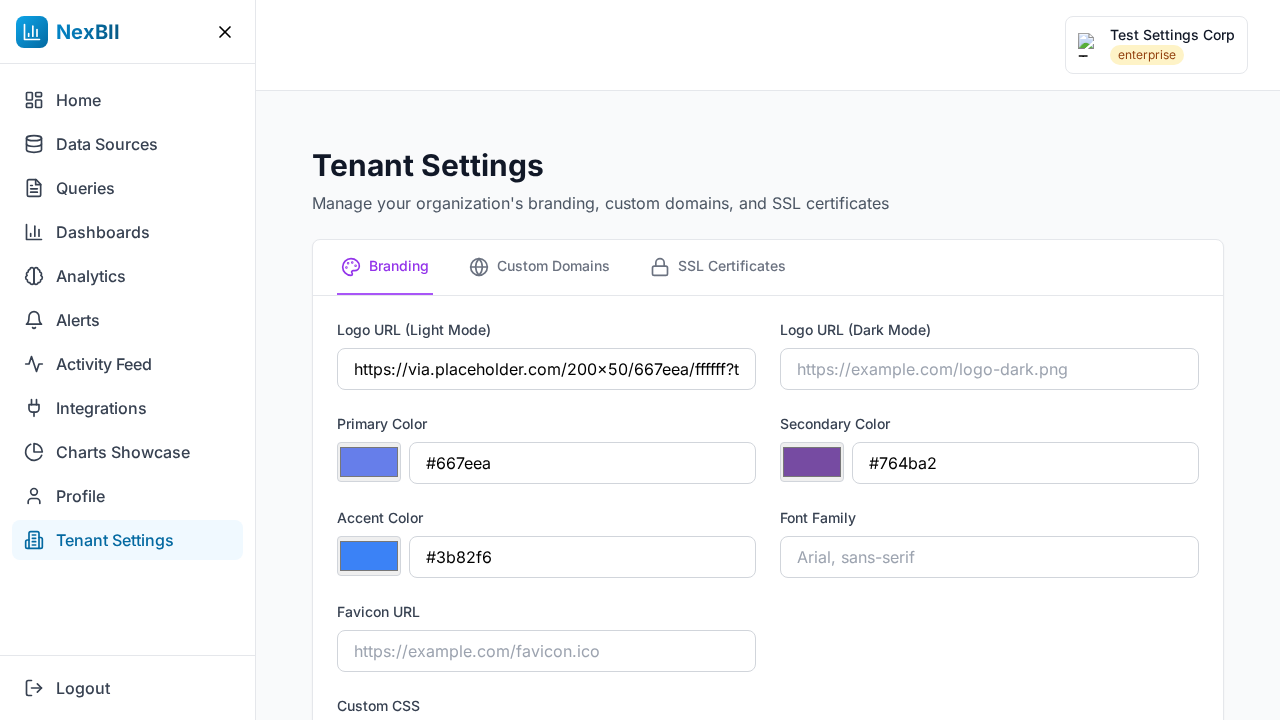 NexBII
Test Settings Corp
enterprise
Home
Data Sources
Queries
Dashboards
Analytics
Alerts
Activity Feed
Integrations
Charts Showcase
Profile
Tenant Settings
Logout
Tenant Settings
Manage your organization's branding, custom domains, and SSL certificates
Branding
Custom Domains
SSL Certificates
Logo URL (Light Mode)
Logo URL (Dark Mode)
https://via.placeholder.com/200x50/667eea/ffffff?t
https://example.com/logo-dark.png
Primary Color
Secondary Color
#667eea
#764ba2
Accent Color
Font Family
#3b82f6
Arial, sans-serif
Favicon URL
https://example.com/favicon.ico
Custom CSS